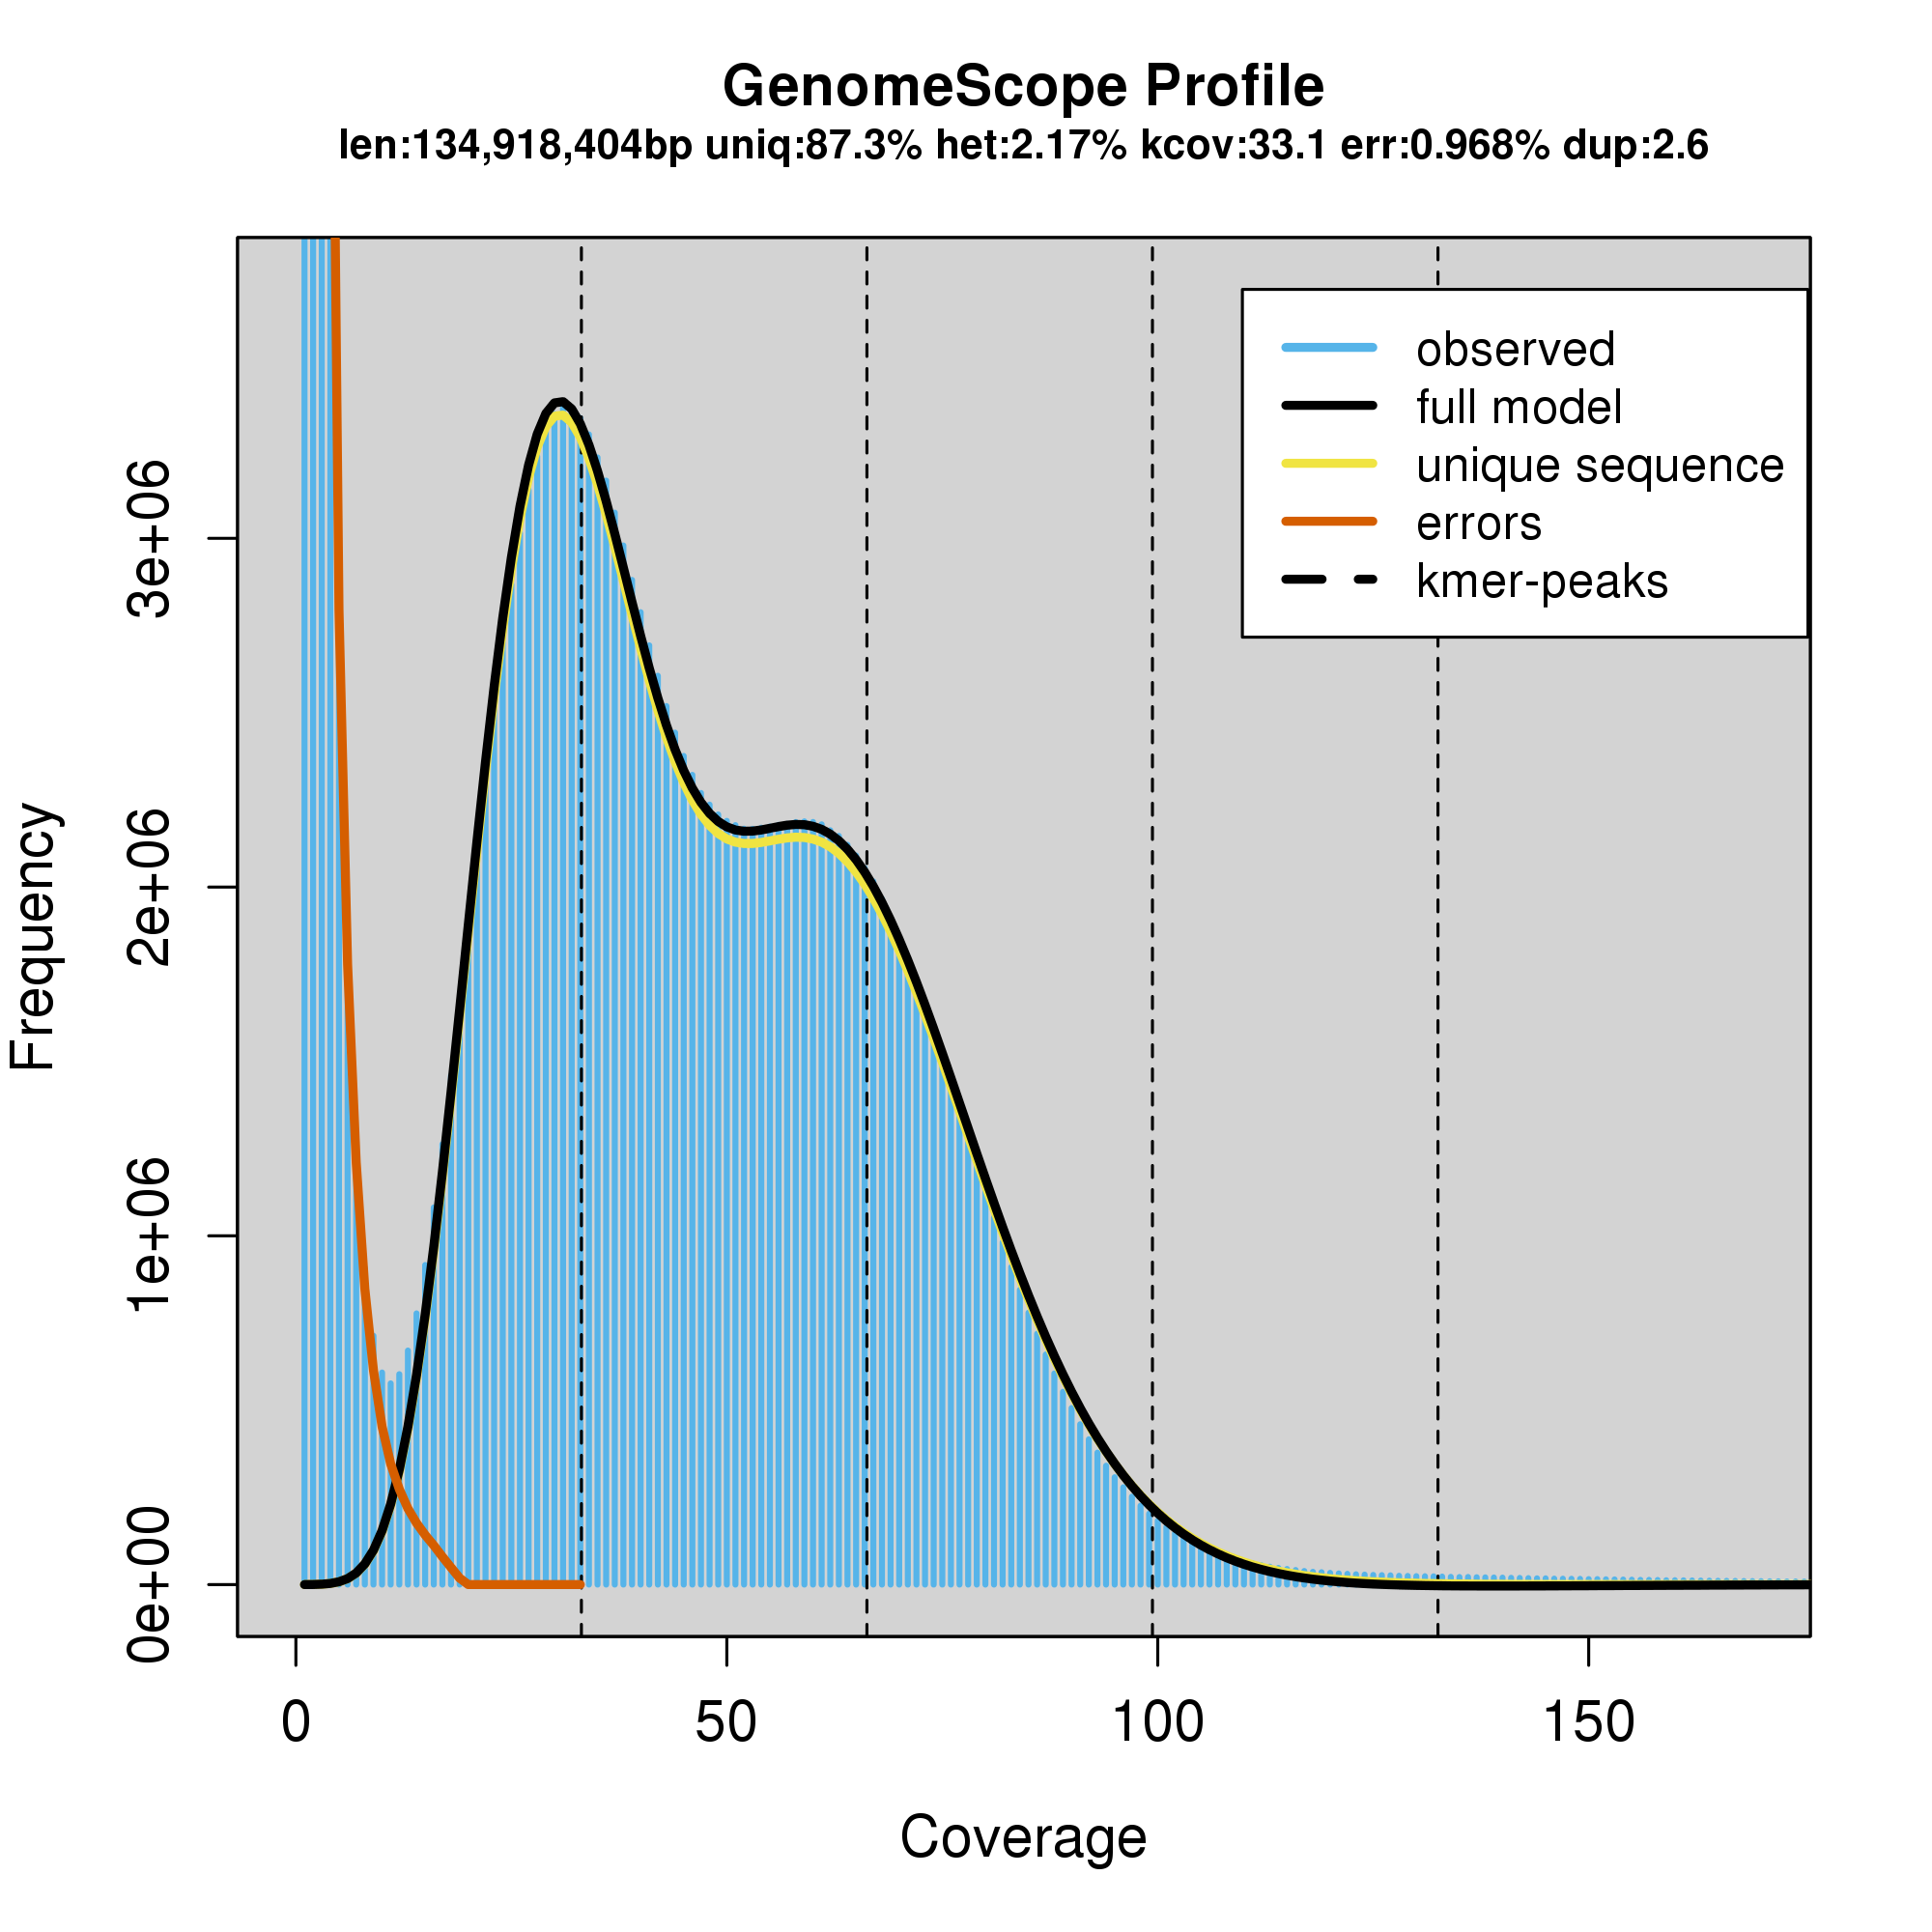 GenomeScope Profile
len:134,918,404bp uniq:87.3% het:2.17% kcov:33.1 err:0.968% dup:2.6
observed
full model
unique sequence
errors
kmer-peaks
Frequency
3e+06
2e+06
1e+06
0e+00
0 50 100 150
Coverage